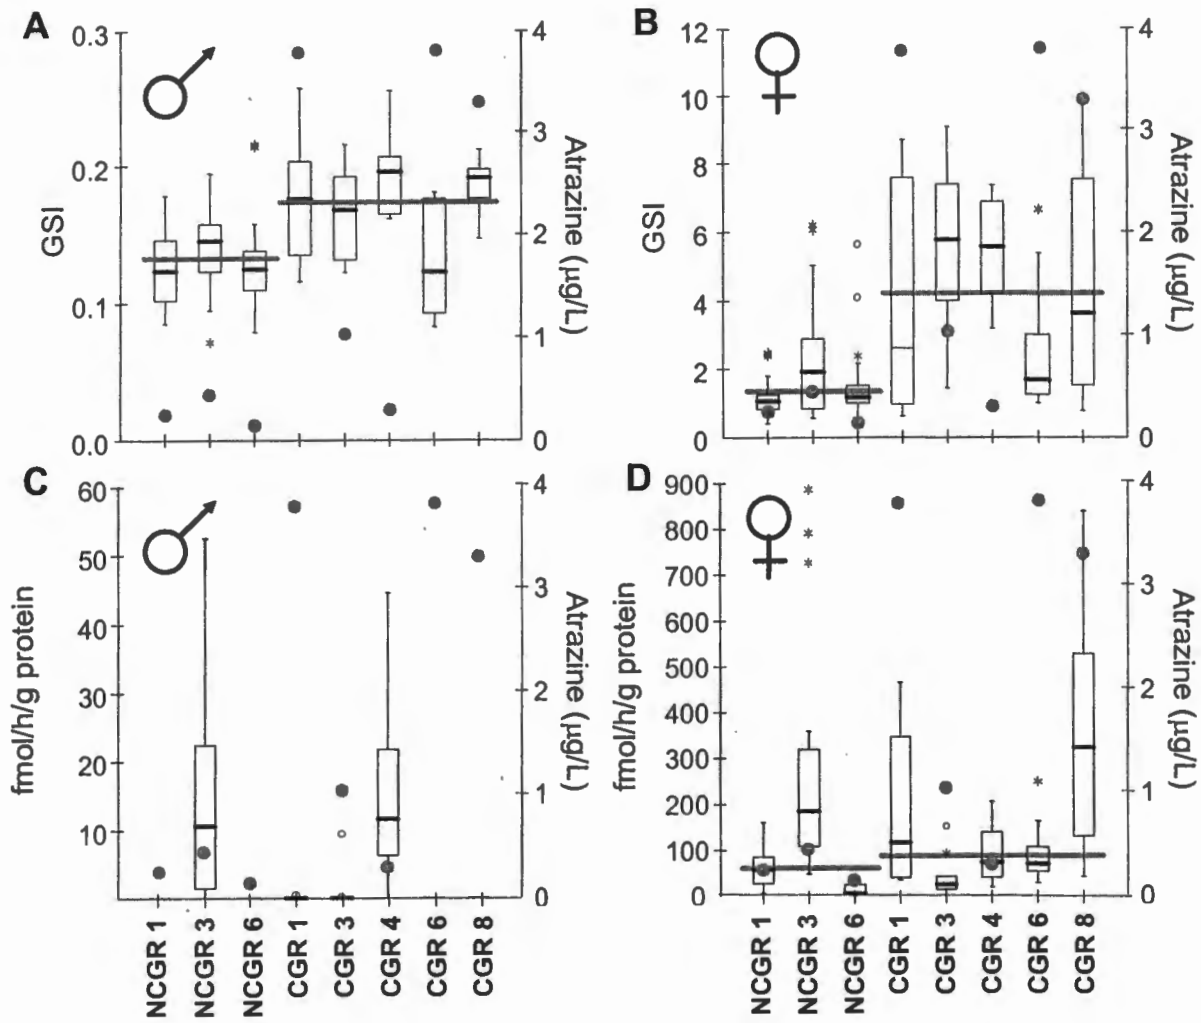 A
0.3
0.2
0.1
0.0
GSI
4
3
2
1
0
Atrazine (µg/L)
B
12
10
8
6
4
2
0
GSI
4
3
2
1
0
Atrazine (µg/L)
C
60
50
40
30
20
10
fmol/h/g protein
4
3
2
1
0
Atrazine (µg/L)
NCGR 1
NCGR 3
NCGR 6
CGR 1
CGR 3
CGR 4
CGR 6
CGR 8
D
900
800
700
600
500
400
300
200
100
0
fmol/h/g protein
4
3
2
1
0
Atrazine (µg/L)
NCGR 1
NCGR 3
NCGR 6
CGR 1
CGR 3
CGR 4
CGR 6
CGR 8